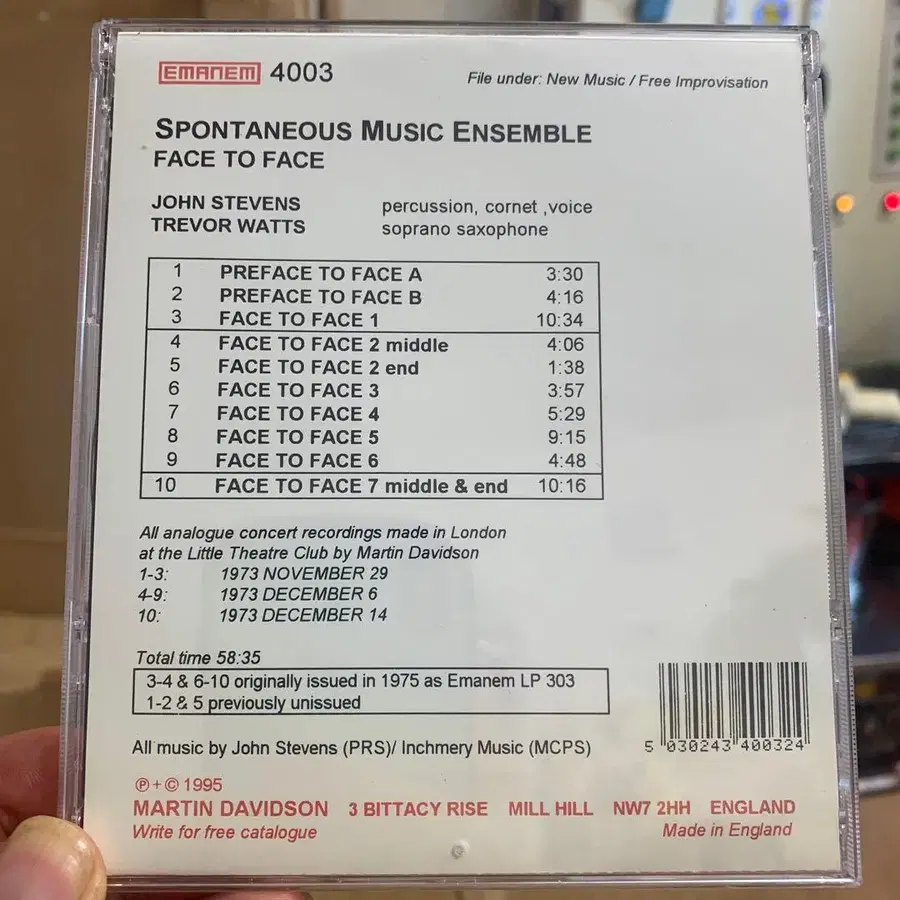 EMANEM 4003
File under: New Music / Free Improvisation
SPONTANEOUS MUSIC ENSEMBLE
FACE TO FACE
JOHN STEVENS percussion, cornet ,voice
TREVOR WATTS soprano saxophone
1 PREFACE TO FACE A 3:30
2 PREFACE TO FACE B 4:16
3 FACE TO FACE 1 10:34
4 FACE TO FACE 2 middle 4:06
5 FACE TO FACE 2 end 1:38
6 FACE TO FACE 3 3:57
7 FACE TO FACE 4 5:29
8 FACE TO FACE 5 9:15
9 FACE TO FACE 6 4:48
10 FACE TO FACE 7 middle & end 10:16
All analogue concert recordings made in London
at the Little Theatre Club by Martin Davidson
1-3: 1973 NOVEMBER 29
4-9: 1973 DECEMBER 6
10: 1973 DECEMBER 14
Total time 58:35
3-4 & 6-10 originally issued in 1975 as Emanem LP 303
1-2 & 5 previously unissued
5 030243 400324
All music by John Stevens (PRS)/ Inchmery Music (MCPS)
℗+© 1995
MARTIN DAVIDSON 3 BITTACY RISE MILL HILL NW7 2HH ENGLAND
Write for free catalogue Made in England